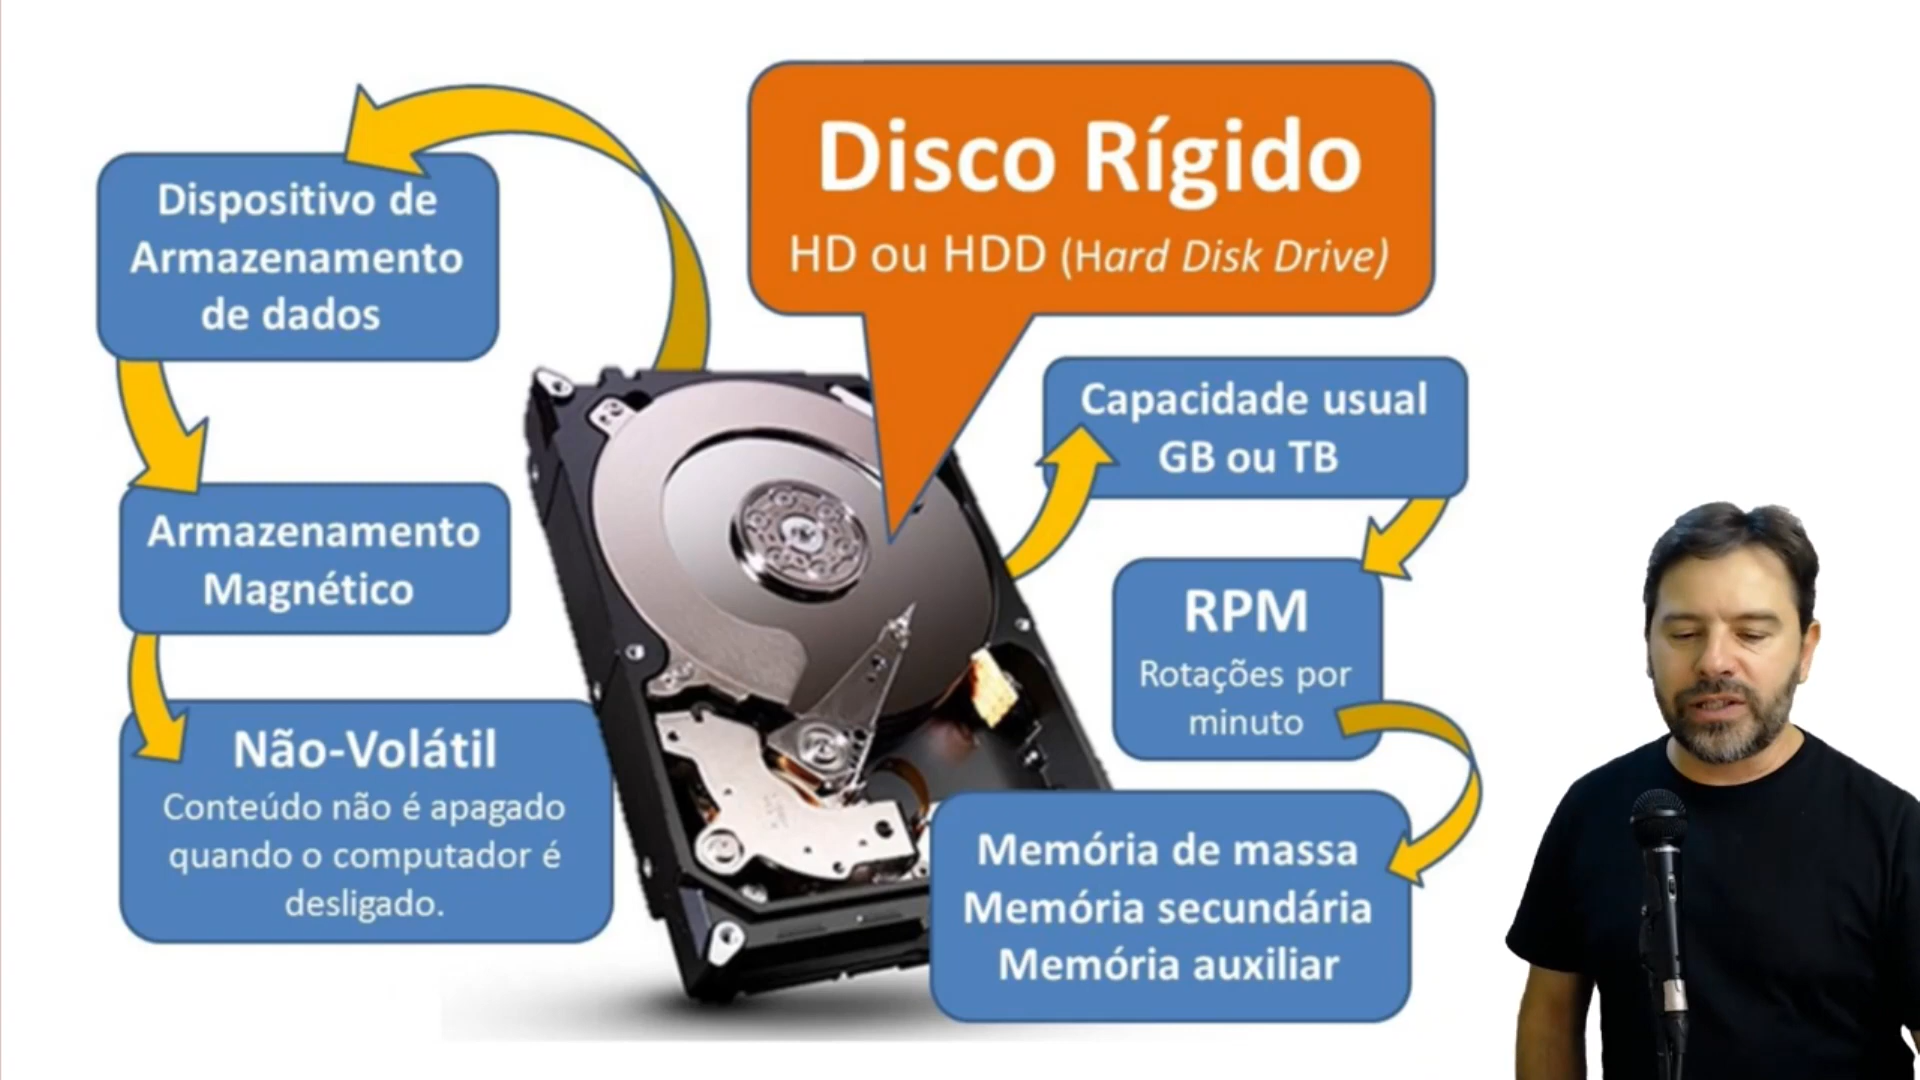 Disco Rígido
HD ou HDD (Hard Disk Drive)
Dispositivo de
Armazenamento
de dados
Armazenamento
Magnético
Não-Volátil
Conteúdo não é apagado
quando o computador é
desligado.
Capacidade usual
GB ou TB
RPM
Rotações por
minuto
Memória de massa
Memória secundária
Memória auxiliar